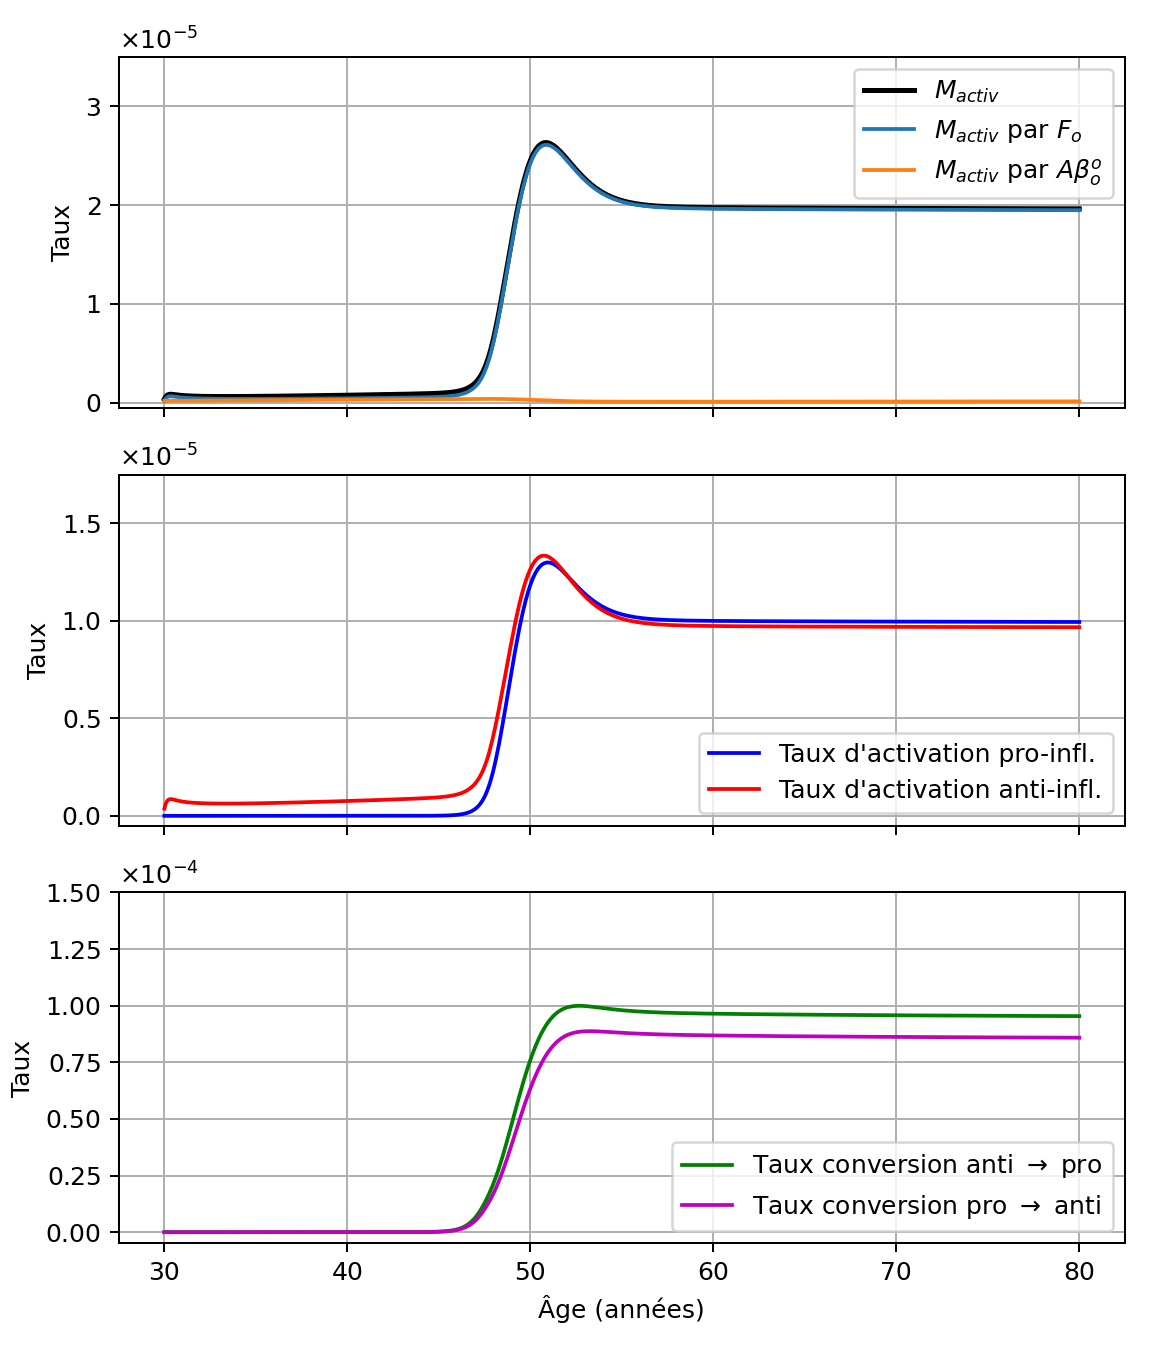 ×10⁻⁵
3
2
1
0
Taux
M_activ
M_activ par F_o
M_activ par Aβ_o^o
×10⁻⁵
1.5
1.0
0.5
0.0
Taux
Taux d'activation pro-infl.
Taux d'activation anti-infl.
×10⁻⁴
1.50
1.25
1.00
0.75
0.50
0.25
0.00
Taux
Taux conversion anti → pro
Taux conversion pro → anti
30 40 50 60 70 80
Âge (années)